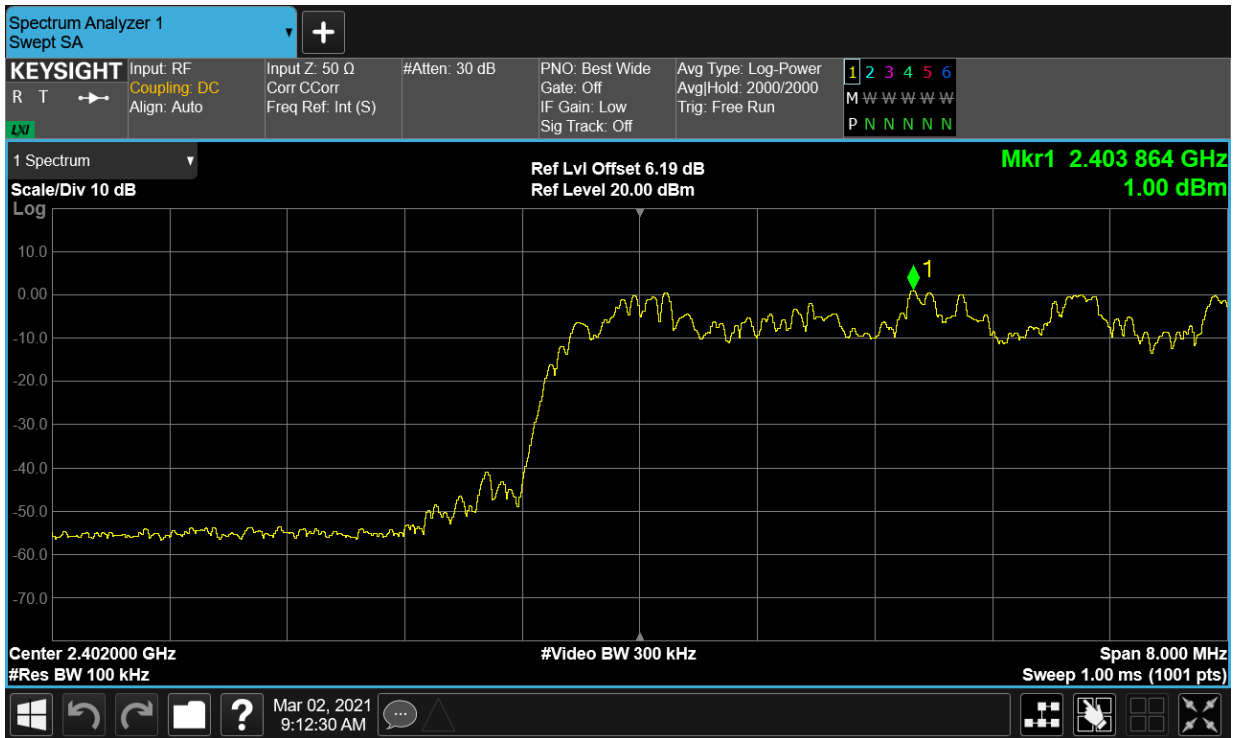 Spectrum Analyzer 1
Swept SA
KEYSIGHT
R T
LXI
Input: RF
Coupling: DC
Align: Auto
Input Z: 50 Ω
Corr CCorr
Freq Ref: Int (S)
#Atten: 30 dB
PNO: Best Wide
Gate: Off
IF Gain: Low
Sig Track: Off
Avg Type: Log-Power
Avg|Hold: 2000/2000
Trig: Free Run
1 2 3 4 5 6
M W W W W W
P N N N N N
1 Spectrum
Scale/Div 10 dB
Log
Ref Lvl Offset 6.19 dB
Ref Level 20.00 dBm
Mkr1 2.403 864 GHz
1.00 dBm
10.0
0.00
-10.0
-20.0
-30.0
-40.0
-50.0
-60.0
-70.0
1
Center 2.402000 GHz
#Res BW 100 kHz
#Video BW 300 kHz
Span 8.000 MHz
Sweep 1.00 ms (1001 pts)
?
Mar 02, 2021
9:12:30 AM